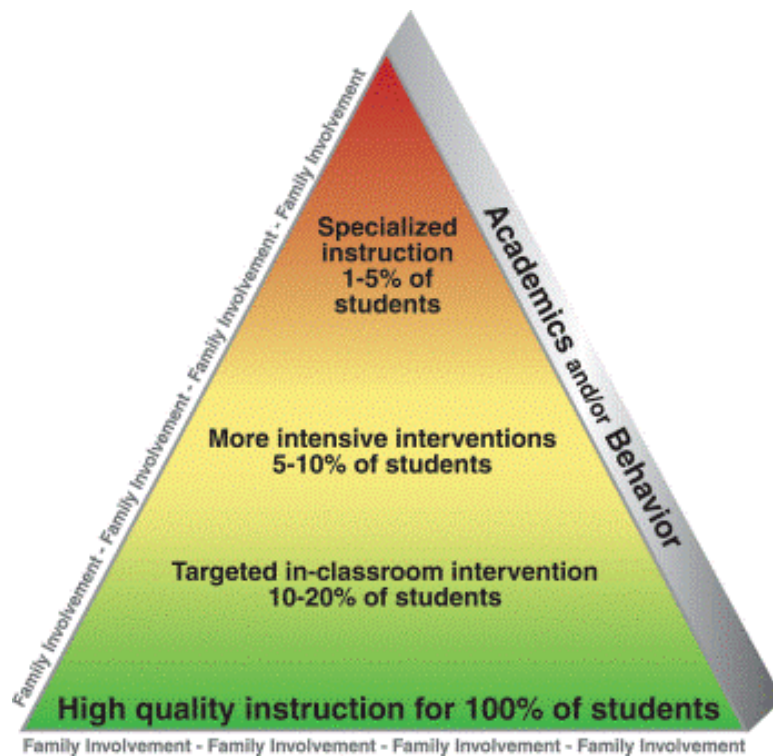 Specialized
instruction
1-5% of
students
More intensive interventions
5-10% of students
Targeted in-classroom intervention
10-20% of students
High quality instruction for 100% of students
Family Involvement - Family Involvement - Family Involvement - Family Involvement
Family Involvement - Family Involvement - Family Involvement - Family Involvement
Academics and/or Behavior